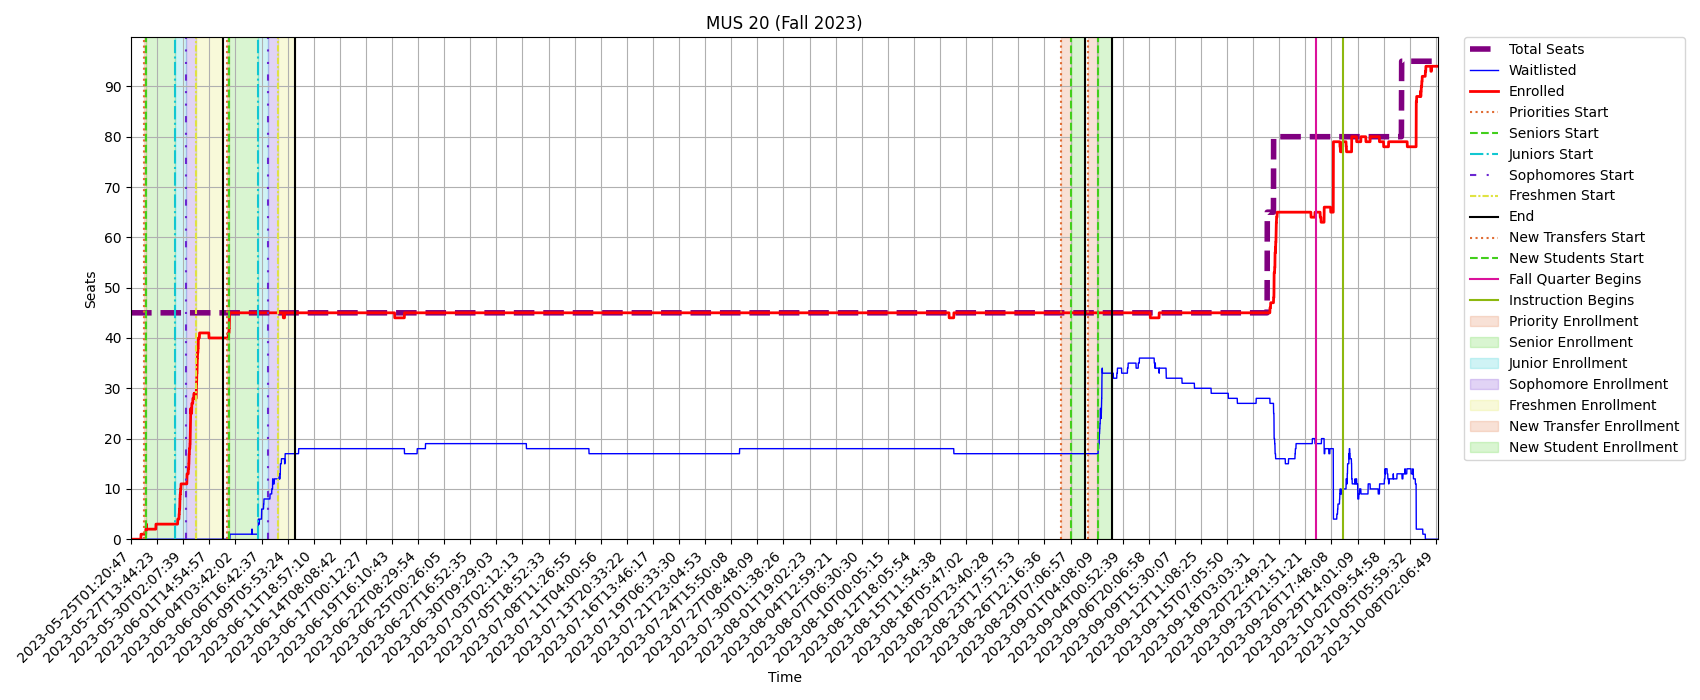 MUS 20 (Fall 2023)
Seats
90
80
70
60
50
40
30
20
10
0
2023-05-25T01:20:47
2023-05-27T13:44:23
2023-05-30T02:07:39
2023-06-01T14:54:57
2023-06-04T03:42:02
2023-06-06T16:42:37
2023-06-09T05:53:24
2023-06-11T18:57:10
2023-06-14T08:08:42
2023-06-17T00:12:27
2023-06-19T16:10:43
2023-06-22T08:29:54
2023-06-25T00:26:05
2023-06-27T16:52:35
2023-06-30T09:29:03
2023-07-03T02:12:13
2023-07-05T18:52:33
2023-07-08T11:26:55
2023-07-11T04:00:56
2023-07-13T20:33:22
2023-07-16T13:46:17
2023-07-19T06:33:30
2023-07-21T23:04:53
2023-07-24T15:50:08
2023-07-27T08:48:09
2023-07-30T01:38:26
2023-08-01T19:02:23
2023-08-04T12:59:21
2023-08-07T06:30:30
2023-08-10T00:05:15
2023-08-12T18:05:54
2023-08-15T11:54:38
2023-08-18T05:47:02
2023-08-20T23:40:28
2023-08-23T17:57:53
2023-08-26T12:16:36
2023-08-29T07:06:57
2023-09-01T04:08:09
2023-09-04T00:52:39
2023-09-06T20:06:58
2023-09-09T15:30:07
2023-09-12T11:08:25
2023-09-15T07:05:50
2023-09-18T03:03:31
2023-09-20T22:49:21
2023-09-23T21:51:21
2023-09-26T17:48:08
2023-09-29T14:01:09
2023-10-02T09:54:58
2023-10-05T05:59:32
2023-10-08T02:06:49
Time
Total Seats
Waitlisted
Enrolled
Priorities Start
Seniors Start
Juniors Start
Sophomores Start
Freshmen Start
End
New Transfers Start
New Students Start
Fall Quarter Begins
Instruction Begins
Priority Enrollment
Senior Enrollment
Junior Enrollment
Sophomore Enrollment
Freshmen Enrollment
New Transfer Enrollment
New Student Enrollment